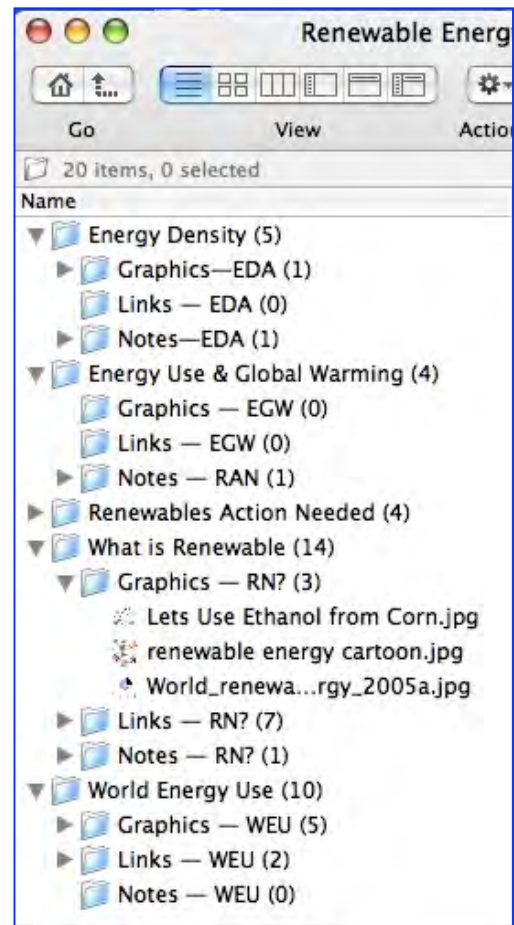 Renewable Energ
Go View Actio
20 items, 0 selected
Name
Energy Density (5)
Graphics—EDA (1)
Links — EDA (0)
Notes—EDA (1)
Energy Use & Global Warming (4)
Graphics — EGW (0)
Links — EGW (0)
Notes — RAN (1)
Renewables Action Needed (4)
What is Renewable (14)
Graphics — RN? (3)
Lets Use Ethanol from Corn.jpg
renewable energy cartoon.jpg
World_renewa...rgy_2005a.jpg
Links — RN? (7)
Notes — RN? (1)
World Energy Use (10)
Graphics — WEU (5)
Links — WEU (2)
Notes — WEU (0)